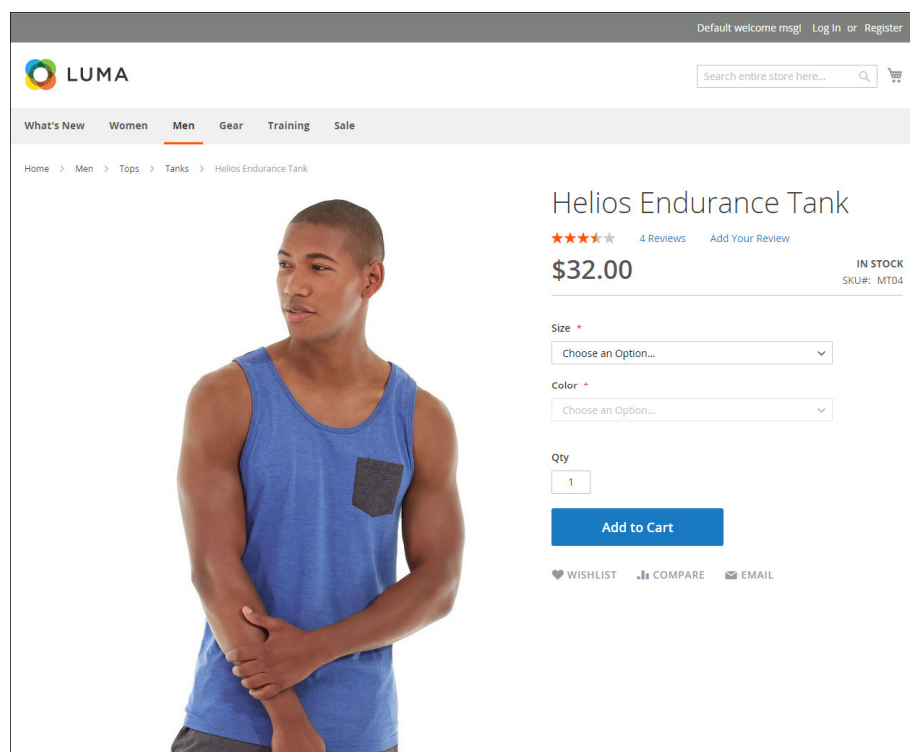 Default welcome msg! Log In or Register
LUMA
Search entire store here...
What's New Women Men Gear Training Sale
Home > Men > Tops > Tanks > Helios Endurance Tank
Helios Endurance Tank
4 Reviews Add Your Review
$32.00
IN STOCK
SKU#: MT04
Size *
Choose an Option...
Color *
Choose an Option...
Qty
1
Add to Cart
WISHLIST COMPARE EMAIL